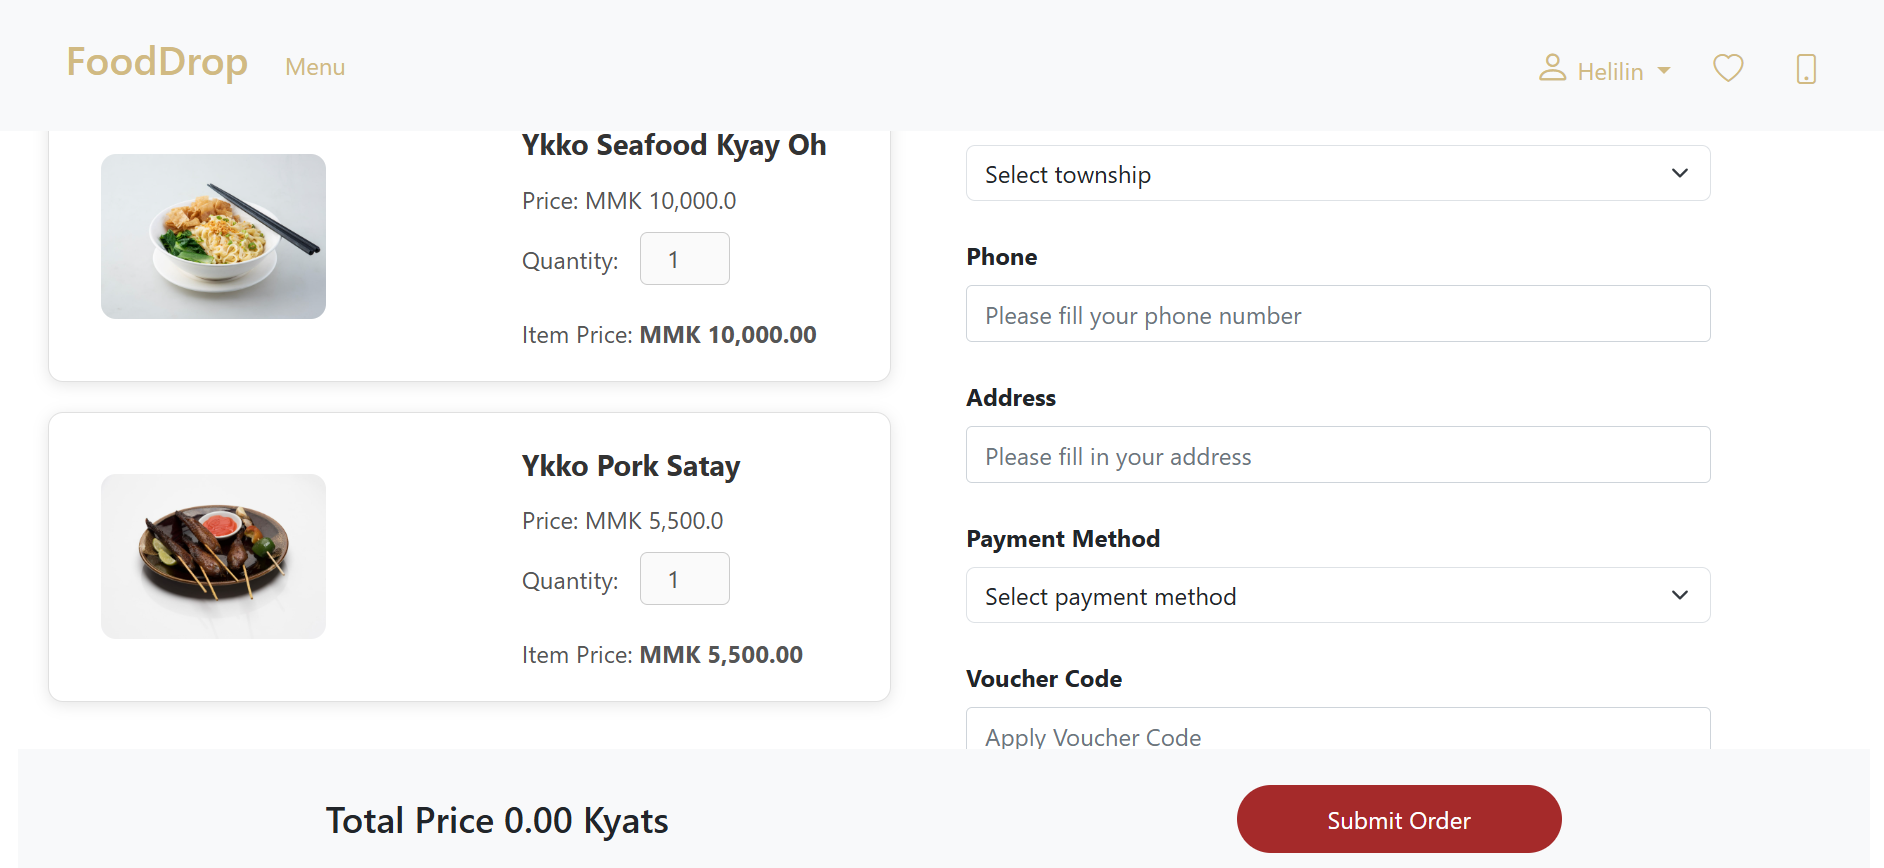 FoodDrop
Menu
Helilin
Ykko Seafood Kyay Oh
Price: MMK 10,000.0
Quantity: 1
Item Price: MMK 10,000.00
Ykko Pork Satay
Price: MMK 5,500.0
Quantity: 1
Item Price: MMK 5,500.00
Select township
Phone
Please fill your phone number
Address
Please fill in your address
Payment Method
Select payment method
Voucher Code
Apply Voucher Code
Total Price 0.00 Kyats
Submit Order